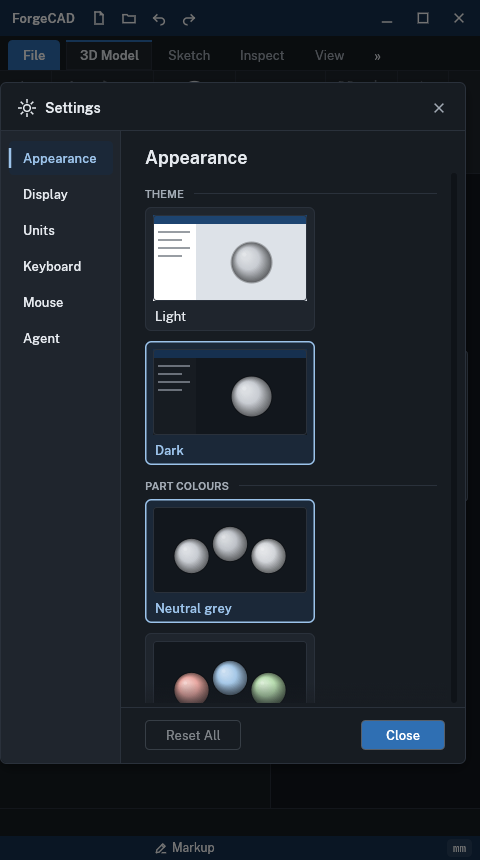 ForgeCAD
File 3D Model Sketch Inspect View »
Settings
Appearance
Display
Units
Keyboard
Mouse
Agent
Appearance
THEME
Light
Dark
PART COLOURS
Neutral grey
Reset All Close
Markup mm